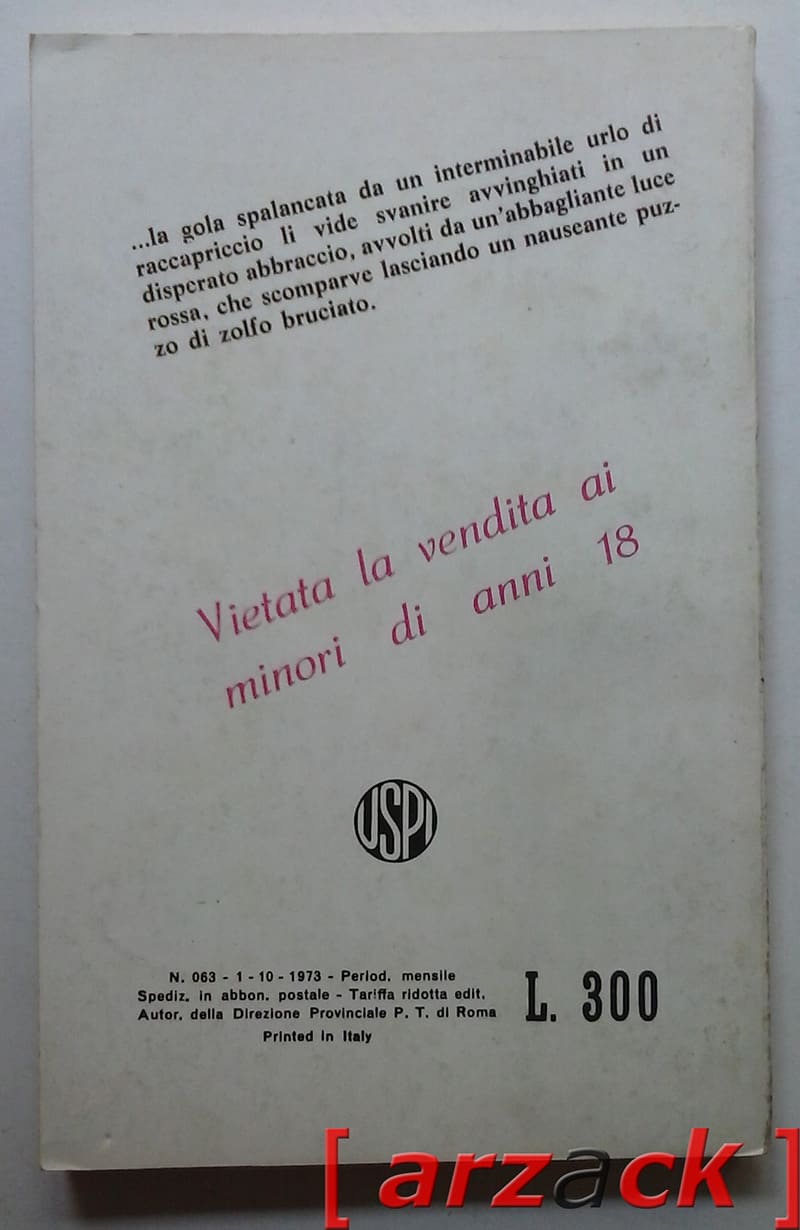 ...la gola spalancata da un interminabile urlo di
raccapriccio li vide svanire avvinghiati in un
disperato abbraccio, avvolti da un'abbagliante luce
rossa, che scomparve lasciando un nauseante puz-
zo di zolfo bruciato.
Vietata la vendita ai
minori di anni 18
USPI
N. 063 - 1 - 10 - 1973 - Period. mensile
Spediz. in abbon. postale - Tariffa ridotta edit.
Autor. della Direzione Provinciale P. T. di Roma
Printed in Italy
L. 300
[ arzack ]